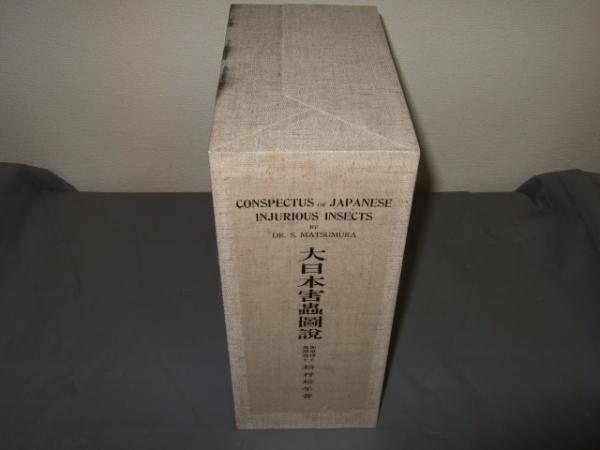 CONSPECTUS OF JAPANESE
INJURIOUS INSECTS
BY
DR. S. MATSUMURA
大日本害蟲圖說
松村松年著